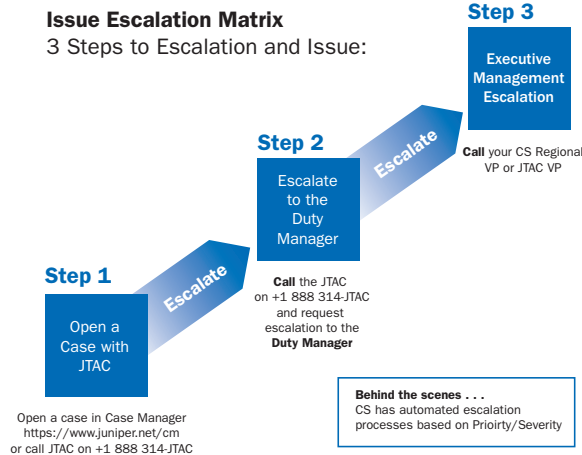 Issue Escalation Matrix
3 Steps to Escalation and Issue:
Step 1
Open a
Case with
JTAC
Open a case in Case Manager
https://www.juniper.net/cm
or call JTAC on +1 888 314-JTAC
Escalate
Step 2
Escalate
to the
Duty
Manager
Call the JTAC
on +1 888 314-JTAC
and request
escalation to the
Duty Manager
Escalate
Step 3
Executive
Management
Escalation
Call your CS Regional
VP or JTAC VP
Behind the scenes . . .
CS has automated escalation
processes based on Prioirty/Severity